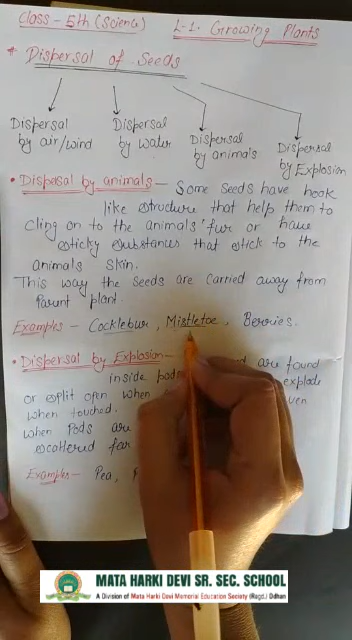 Class - 5th (Science) L-1. Growing Plants
* Dispersal of Seeds
Dispersal by air/wind
Dispersal by Water
Dispersal by animals
Dispersal by Explosion
• Dispersal by animals - Some Seeds have hook
like structure that help them to
cling on to the animals' fur or have
sticky substances that stick to the
animals skin.
This way the seeds are carried away from
Parent plant.
Examples - Cocklebur, Mistletoe, Berries.
• Dispersal by Explosion - are found
inside pods explode
or split open when
when touched.
when Pods are
scattered far
Examples - Pea,
MATA HARKI DEVI SR. SEC. SCHOOL
A Division of Mata Harki Devi Memorial Education Society (Regd.) Odhan